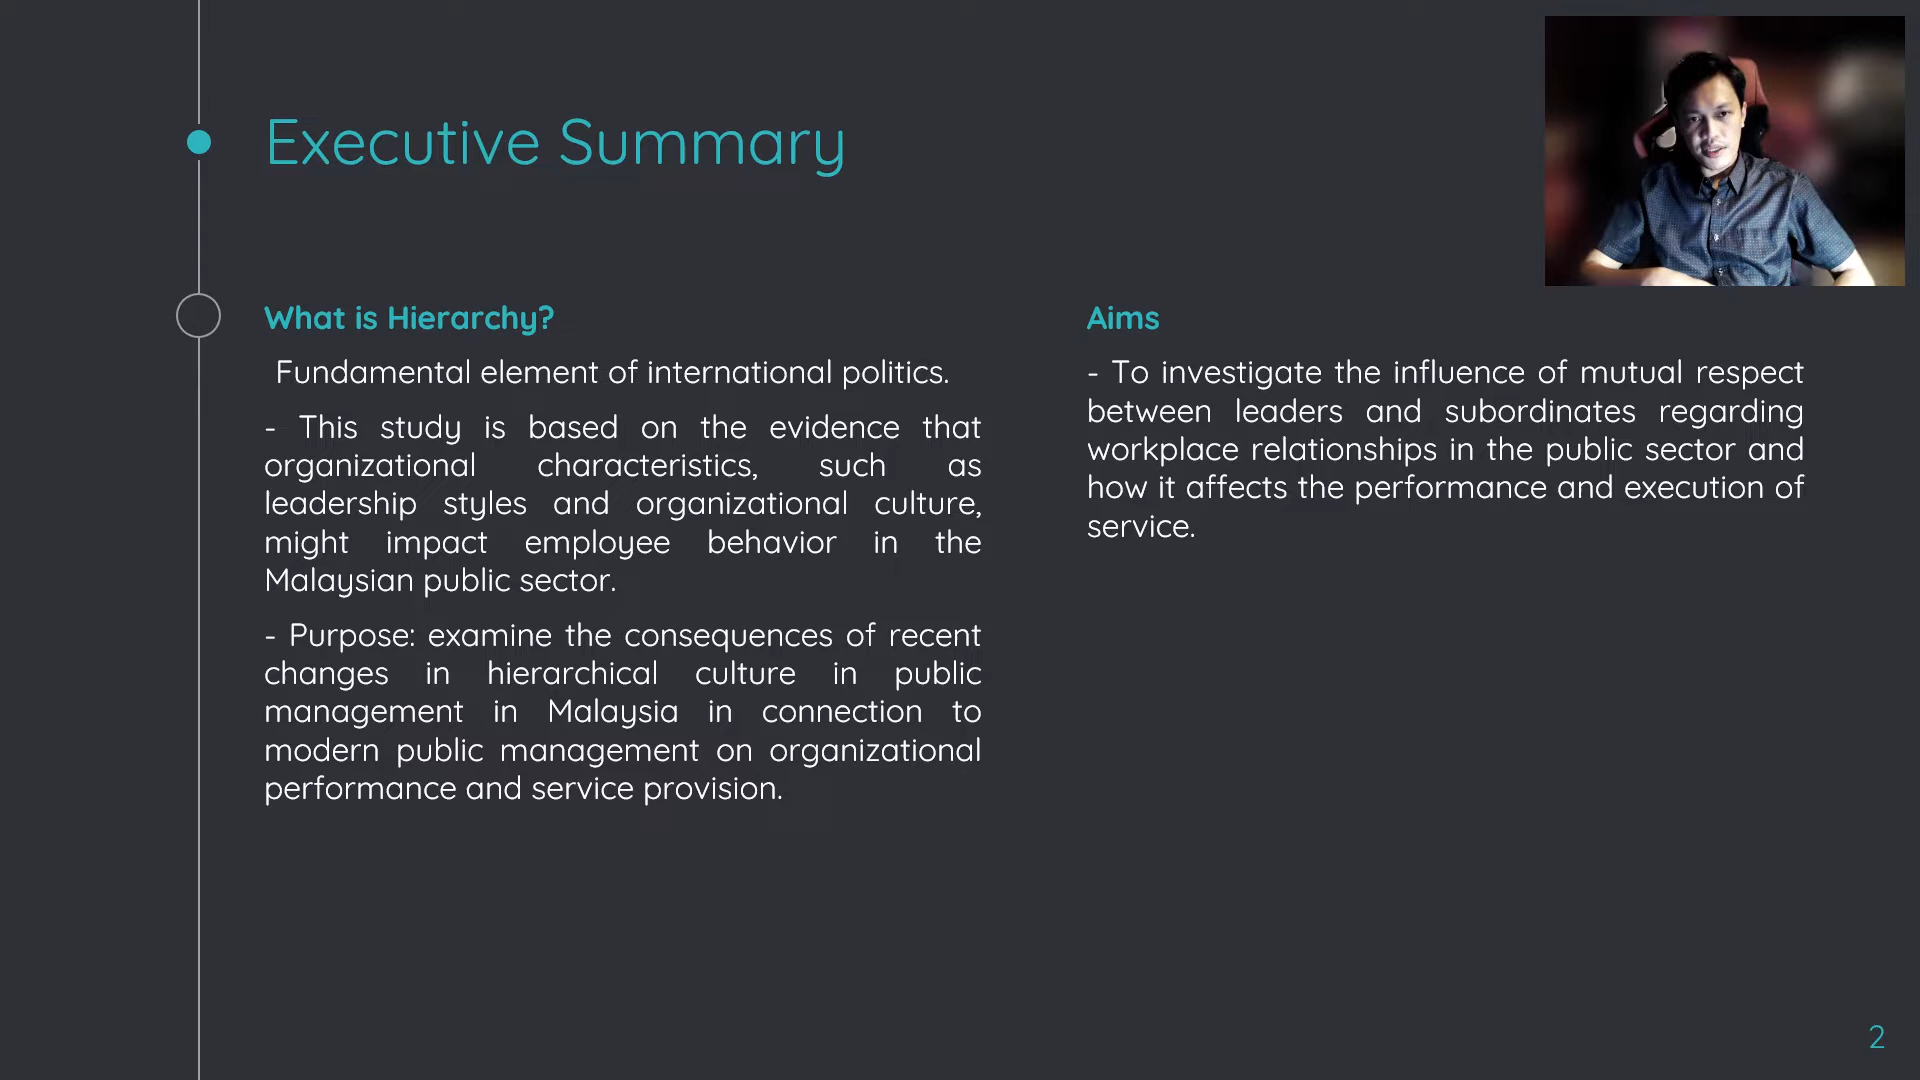 Executive Summary
What is Hierarchy?
Fundamental element of international politics.
- This study is based on the evidence that
organizational characteristics, such as
leadership styles and organizational culture,
might impact employee behavior in the
Malaysian public sector.
- Purpose: examine the consequences of recent
changes in hierarchical culture in public
management in Malaysia in connection to
modern public management on organizational
performance and service provision.
Aims
- To investigate the influence of mutual respect
between leaders and subordinates regarding
workplace relationships in the public sector and
how it affects the performance and execution of
service.
2